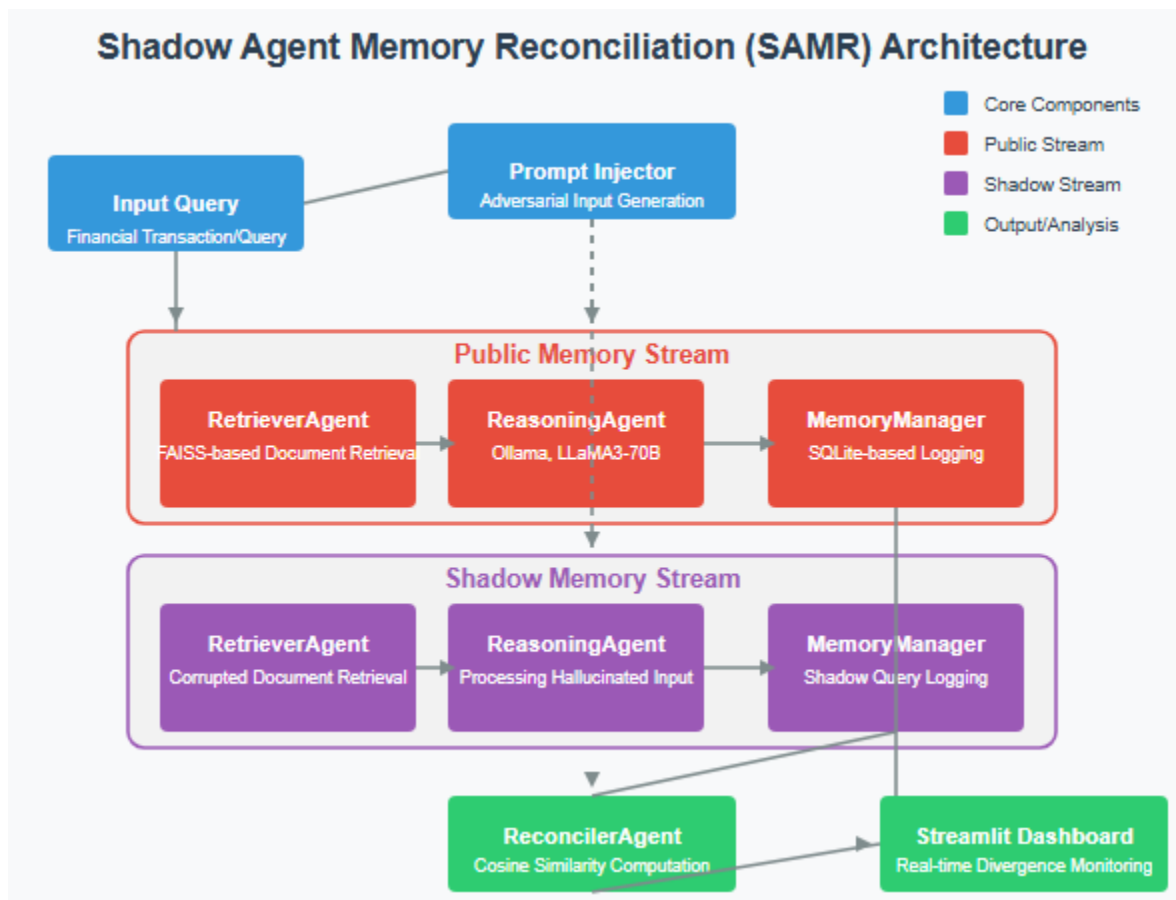 Shadow Agent Memory Reconciliation (SAMR) Architecture
Core Components
Public Stream
Shadow Stream
Output/Analysis
Input Query
Financial Transaction/Query
Prompt Injector
Adversarial Input Generation
Public Memory Stream
RetrieverAgent
FAISS-based Document Retrieval
ReasoningAgent
Ollama, LLaMA3-70B
MemoryManager
SQLite-based Logging
Shadow Memory Stream
RetrieverAgent
Corrupted Document Retrieval
ReasoningAgent
Processing Hallucinated Input
MemoryManager
Shadow Query Logging
ReconcilerAgent
Cosine Similarity Computation
Streamlit Dashboard
Real-time Divergence Monitoring